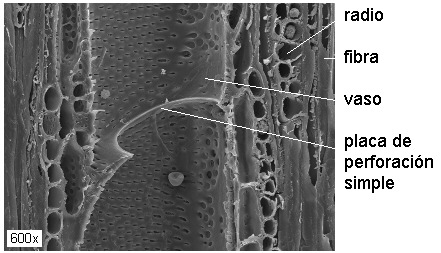 radio
fibra
vaso
placa de
perforación
simple
600x